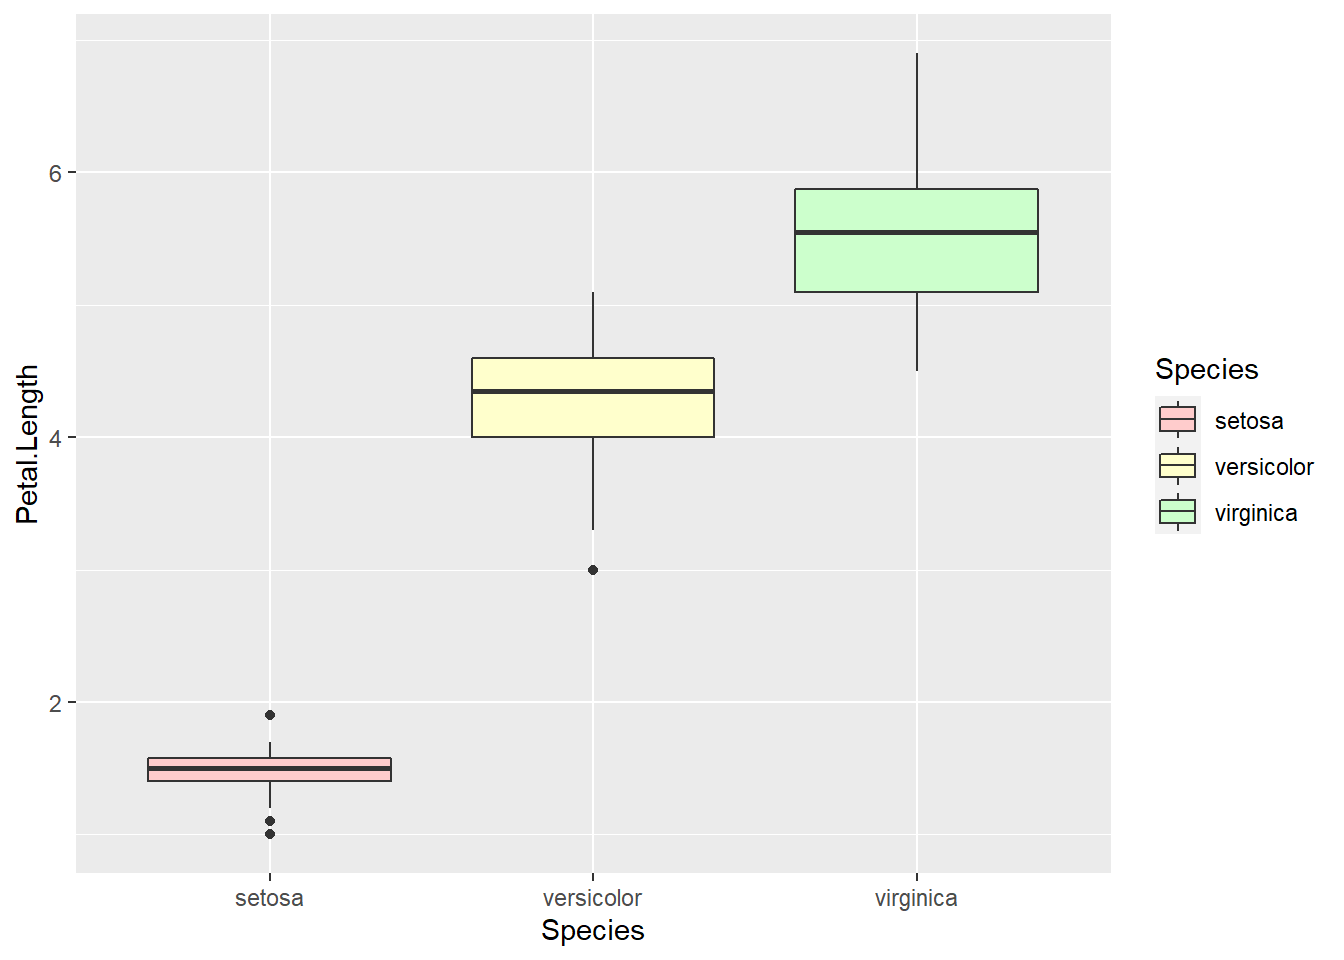 Petal.Length
6
4
2
setosa
versicolor
virginica
Species
Species
setosa
versicolor
virginica